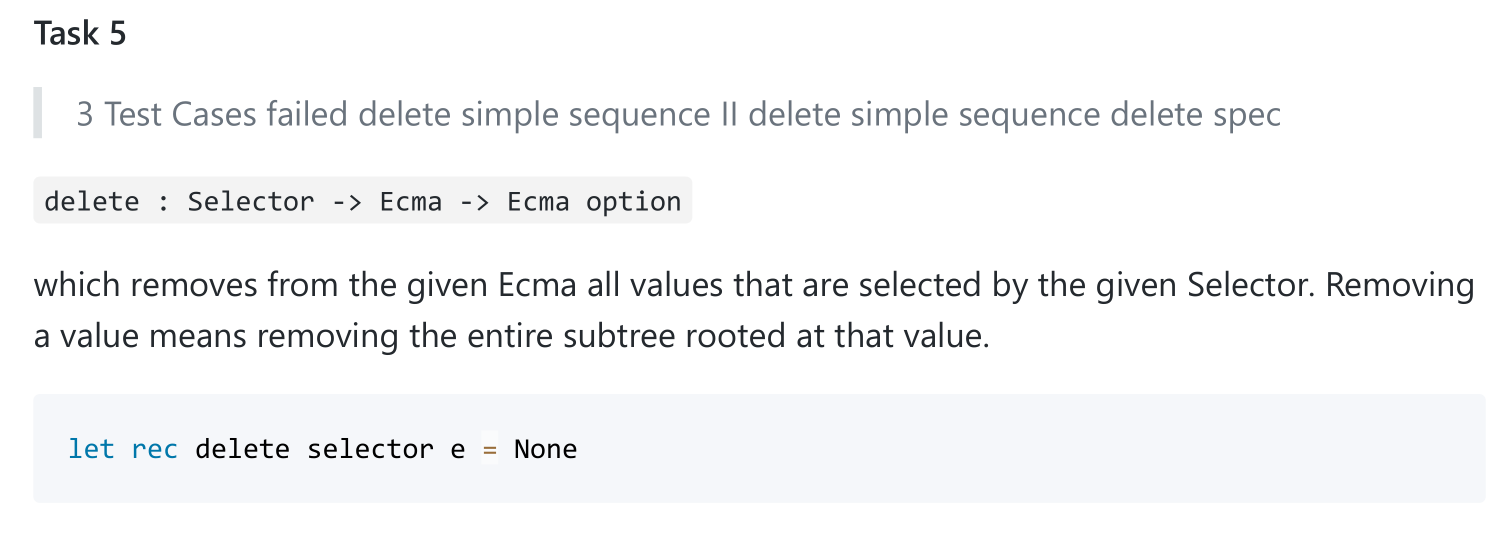 Task 5
3 Test Cases failed delete simple sequence II delete simple sequence delete spec
delete : Selector -> Ecma -> Ecma option
which removes from the given Ecma all values that are selected by the given Selector. Removing
a value means removing the entire subtree rooted at that value.
let rec delete selector e = None